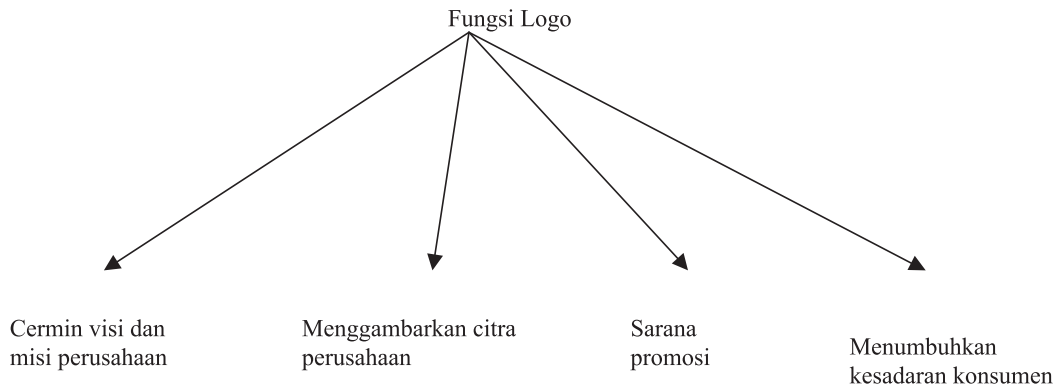 Fungsi Logo
Cermin visi dan
misi perusahaan
Menggambarkan citra
perusahaan
Sarana
promosi
Menumbuhkan
kesadaran konsumen